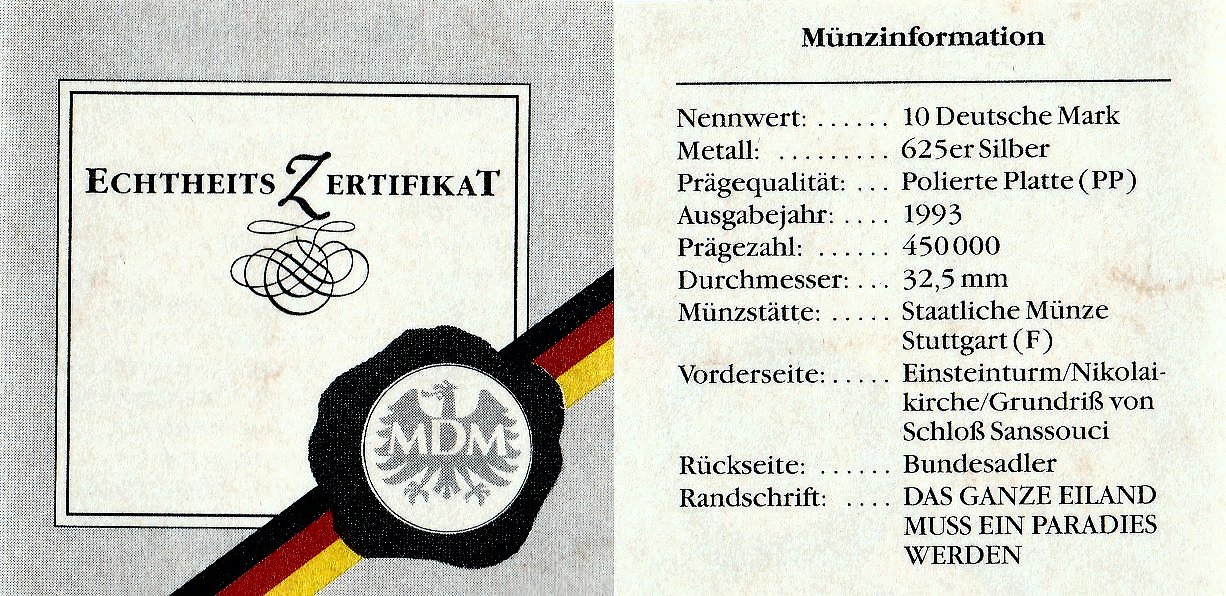 ECHTHEITSZERTIFIKAT
MDM
Münzinformation
Nennwert: . . . . . . 10 Deutsche Mark
Metall: . . . . . . . . . 625er Silber
Prägequalität: . . . Polierte Platte (PP)
Ausgabejahr: . . . . 1993
Prägezahl: . . . . . . 450 000
Durchmesser: . . . 32,5 mm
Münzstätte: . . . . . Staatliche Münze
Stuttgart (F)
Vorderseite: . . . . . Einsteinturm/Nikolai-
kirche/Grundriß von
Schloß Sanssouci
Rückseite: . . . . . . Bundesadler
Randschrift: . . . . DAS GANZE EILAND
MUSS EIN PARADIES
WERDEN